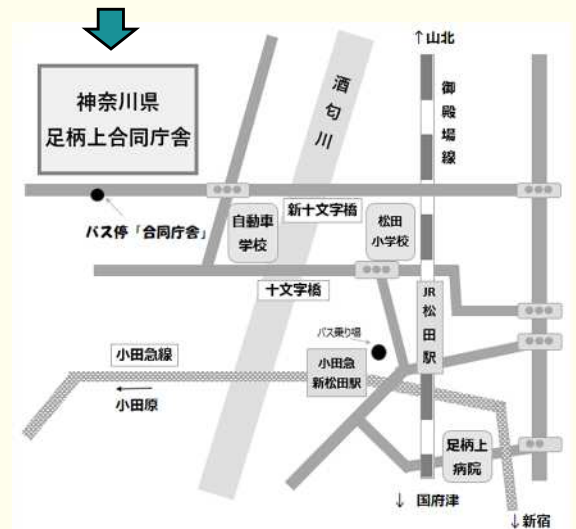 ↑山北
神奈川県
足柄上合同庁舎
酒匂川
御殿場線
バス停「合同庁舎」
自動車
学校
新十文字橋
松田
小学校
十文字橋
JR
松田駅
バス乗り場
小田急線
小田急
新松田駅
←
小田原
足柄上
病院
↓ 国府津
↓新宿